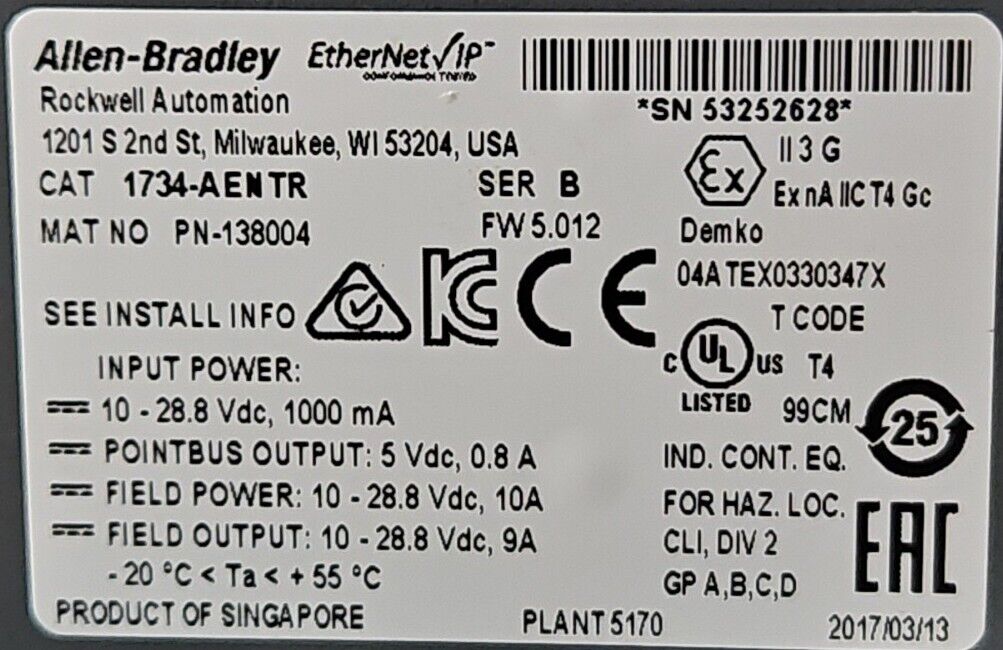 Allen-Bradley EtherNet/IP™
CONFORMANCE TESTED
Rockwell Automation
*SN 53252628*
1201 S 2nd St, Milwaukee, WI 53204, USA
CAT 1734-AENTR SER B
MAT NO PN-138004 FW 5.012
Ex II 3 G
Ex nA IIC T4 Gc
Demko
04ATEX0330347X
SEE INSTALL INFO KC CE
T CODE
C UL US T4
LISTED 99CM
25
INPUT POWER:
10 - 28.8 Vdc, 1000 mA
POINTBUS OUTPUT: 5 Vdc, 0.8 A
FIELD POWER: 10 - 28.8 Vdc, 10A
FIELD OUTPUT: 10 - 28.8 Vdc, 9A
- 20 °C < Ta < + 55 °C
IND. CONT. EQ.
FOR HAZ. LOC.
CLI, DIV 2
GP A,B,C,D
EAC
PRODUCT OF SINGAPORE PLANT 5170 2017/03/13